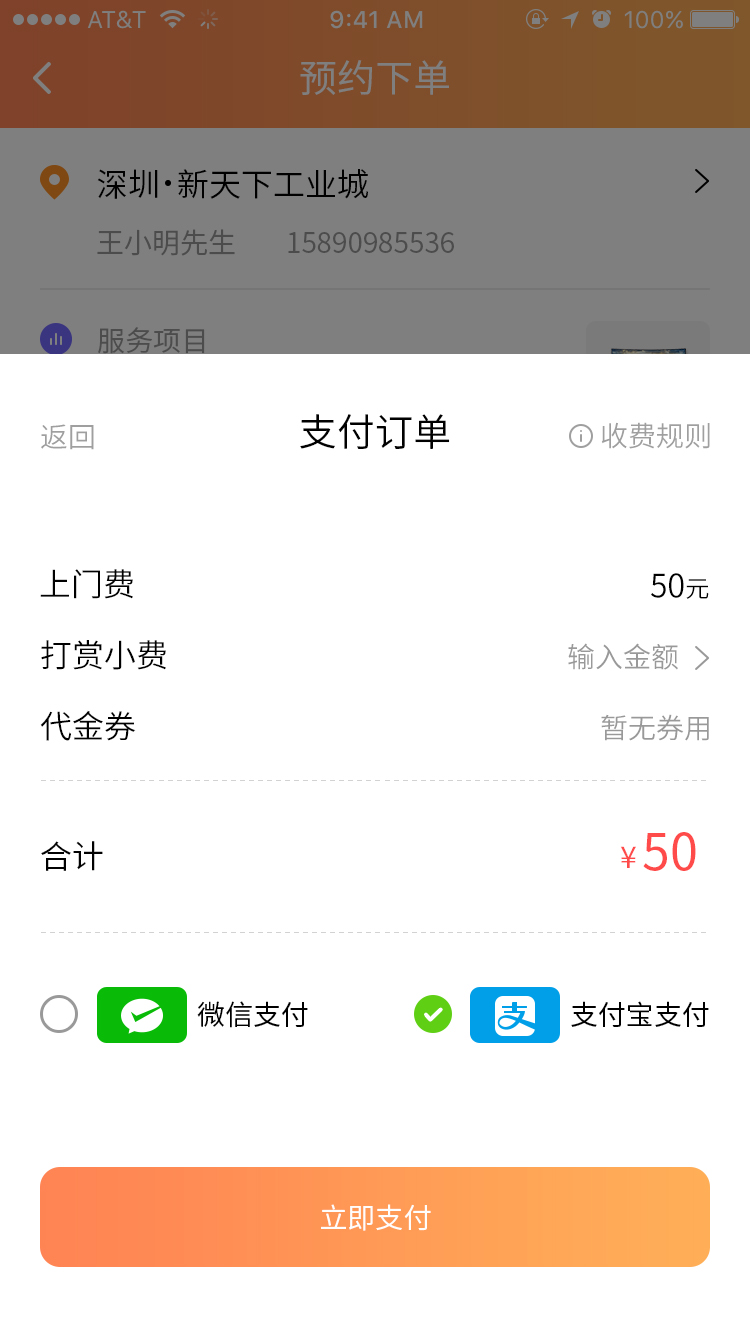 AT&T 9:41 AM 100%
预约下单
深圳·新天下工业城
王小明先生 15890985536
服务项目
返回 支付订单 收费规则
上门费 50元
打赏小费 输入金额
代金券 暂无券用
合计 ¥50
微信支付 支付宝支付
立即支付